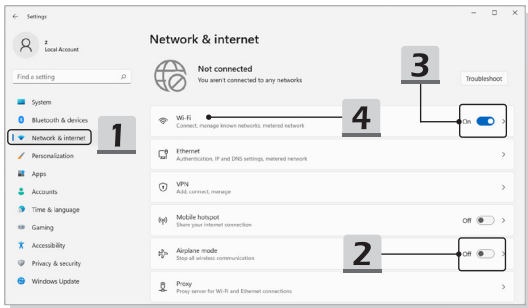 Settings
z
Local Account
Find a setting
System
Bluetooth & devices
Network & internet
Personalization
Apps
Accounts
Time & language
Gaming
Accessibility
Privacy & security
Windows Update
1
Network & internet
Not connected
You aren't connected to any networks
Troubleshoot
3
Wi-Fi
Connect, manage known networks, metered network
4
On
Ethernet
Authentication, IP and DNS settings, metered network
VPN
Add, connect, manage
Mobile hotspot
Share your internet connection
Off
Airplane mode
Stop all wireless communication
2
Off
Proxy
Proxy server for Wi-Fi and Ethernet connections